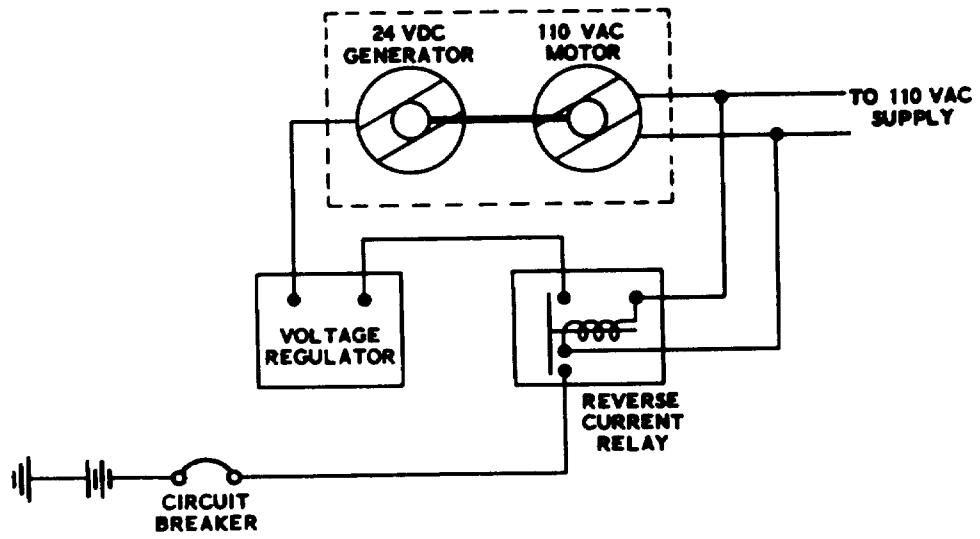 24 VDC
GENERATOR
110 VAC
MOTOR
TO 110 VAC
SUPPLY
VOLTAGE
REGULATOR
REVERSE
CURRENT
RELAY
CIRCUIT
BREAKER